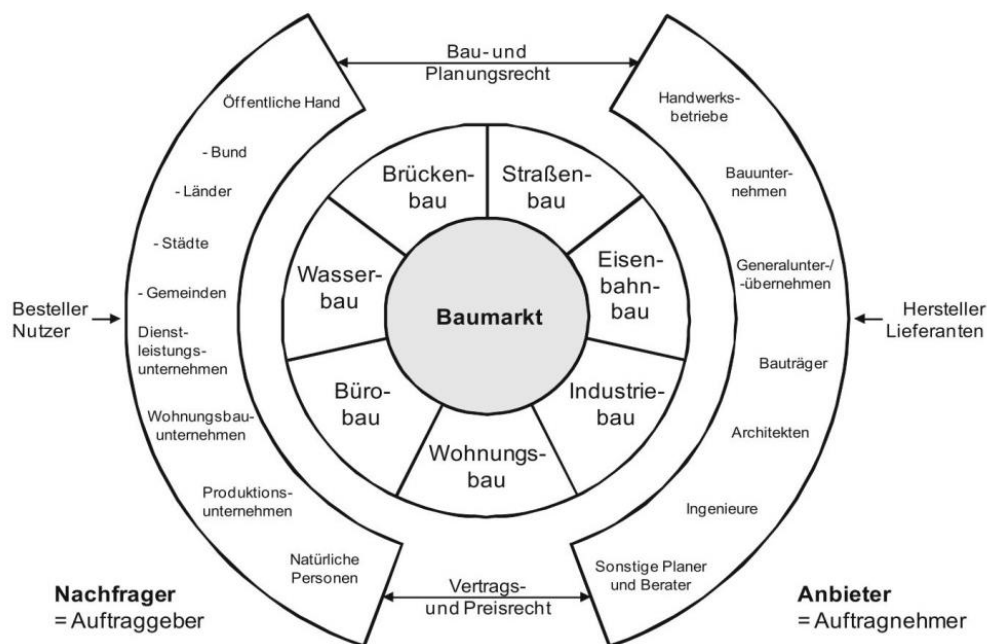 Bau- und
Planungsrecht
Öffentliche Hand
- Bund
- Länder
- Städte
- Gemeinden
Dienst-
leistungs-
unternehmen
Wohnungsbau-
unternehmen
Produktions-
unternehmen
Natürliche
Personen
Besteller
Nutzer
Nachfrager
= Auftraggeber
Brücken-
bau
Straßen-
bau
Wasser-
bau
Eisen-
bahn-
bau
Baumarkt
Büro-
bau
Industrie-
bau
Wohnungs-
bau
Handwerks-
betriebe
Bauunter-
nehmen
Generalunter-/
-übernehmen
Bauträger
Architekten
Ingenieure
Sonstige Planer
und Berater
Hersteller
Lieferanten
Vertrags-
und Preisrecht
Anbieter
= Auftragnehmer